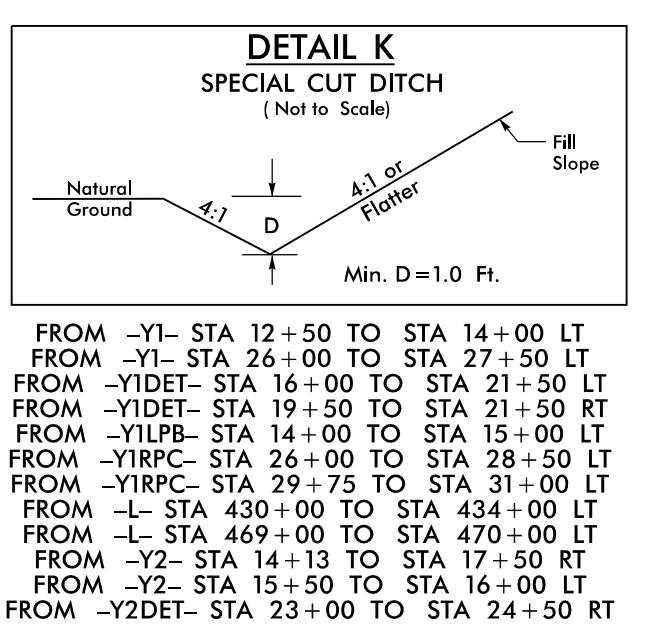 DETAIL K
SPECIAL CUT DITCH
( Not to Scale)
Fill
Slope
4:1 or
Flatter
Natural
Ground
4:1
D
Min. D=1.0 Ft.
FROM -Y1- STA 12+50 TO STA 14+00 LT
FROM -Y1- STA 26+00 TO STA 27+50 LT
FROM -Y1DET- STA 16+00 TO STA 21+50 LT
FROM -Y1DET- STA 19+50 TO STA 21+50 RT
FROM -Y1LPB- STA 14+00 TO STA 15+00 LT
FROM -Y1RPC- STA 26+00 TO STA 28+50 LT
FROM -Y1RPC- STA 29+75 TO STA 31+00 LT
FROM -L- STA 430+00 TO STA 434+00 LT
FROM -L- STA 469+00 TO STA 470+00 LT
FROM -Y2- STA 14+13 TO STA 17+50 RT
FROM -Y2- STA 15+50 TO STA 16+00 LT
FROM -Y2DET- STA 23+00 TO STA 24+50 RT